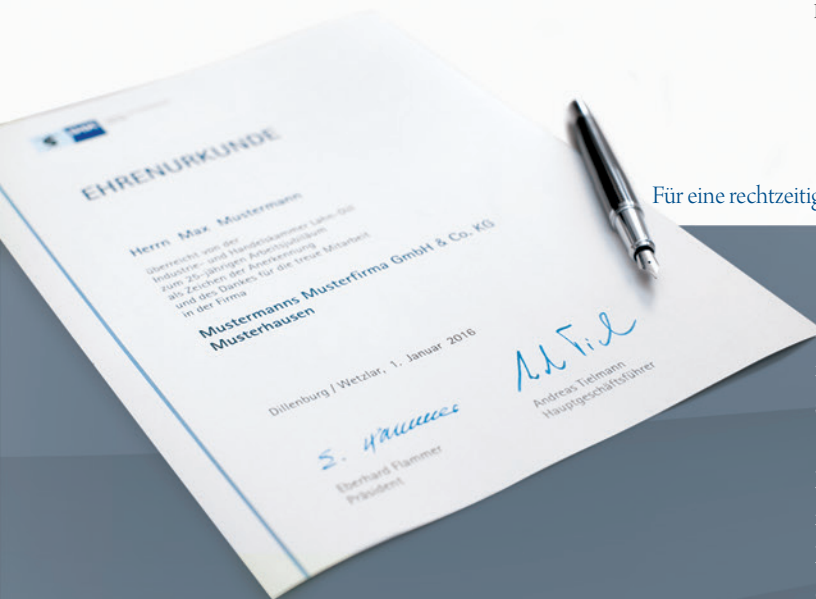 EHRENURKUNDE
Herrn Max Mustermann
überreicht von der
Industrie- und Handelskammer Lahn-Dill
zum 25-jährigen Arbeitsjubiläum
als Zeichen der Anerkennung
und des Dankes für die treue Mitarbeit
in der Firma
Mustermanns Musterfirma GmbH & Co. KG
Musterhausen
Dillenburg / Wetzlar, 1. Januar 2016
Andreas Tielmann
Hauptgeschäftsführer
Eberhard Flammer
Präsident
Für eine rechtzeitig